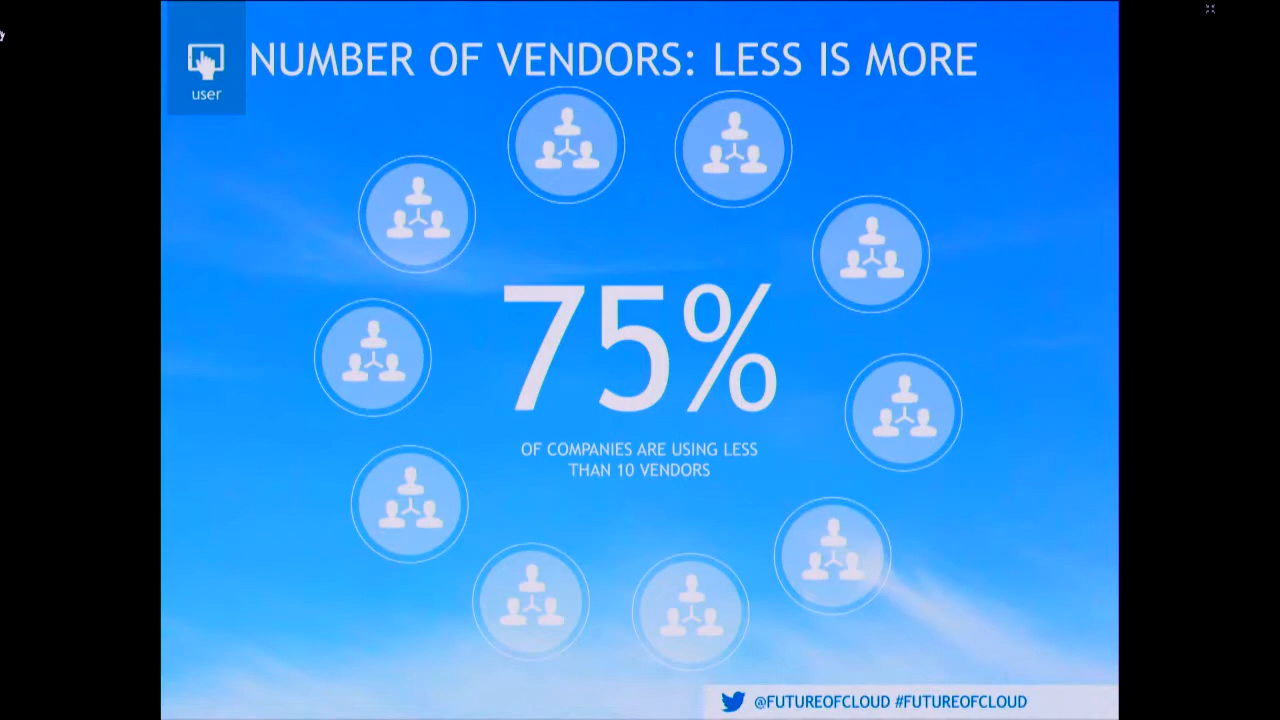 user
NUMBER OF VENDORS: LESS IS MORE
75%
OF COMPANIES ARE USING LESS
THAN 10 VENDORS
@FUTUREOFCLOUD #FUTUREOFCLOUD